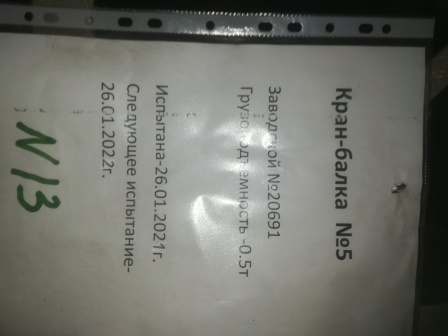 Кран-балка №5
Заводской №20691
Грузоподъемность -0.5т
Испытана-26.01.2021г.
Следующее испытание-
26.01.2022г.
N13